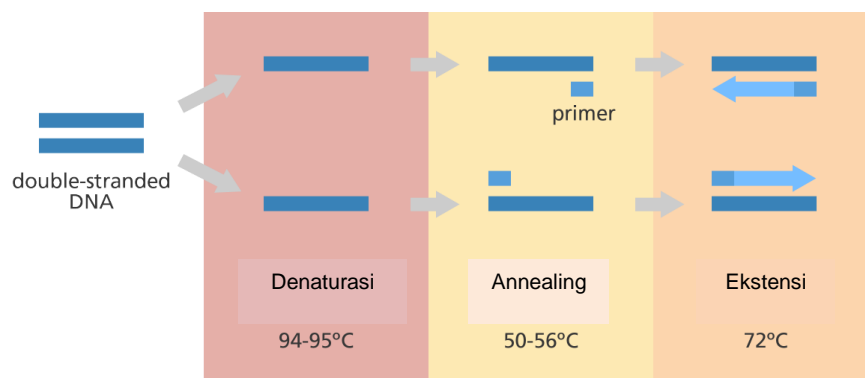 primer
double-stranded
DNA
Denaturasi
Annealing
Ekstensi
94-95°C
50-56°C
72°C